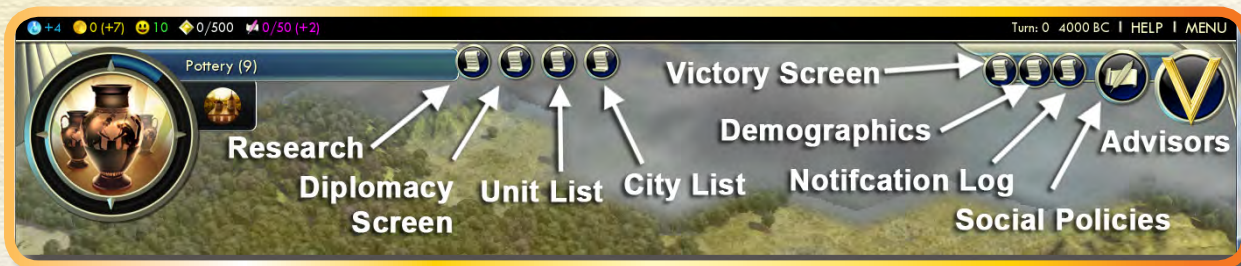 +4 0 (+7) 10 0/500 0/50 (+2) Turn: 0 4000 BC I HELP I MENU
Pottery (9)
Victory Screen
Research
Demographics
Advisors
Diplomacy
Screen
Unit List
City List
Notifcation Log
Social Policies